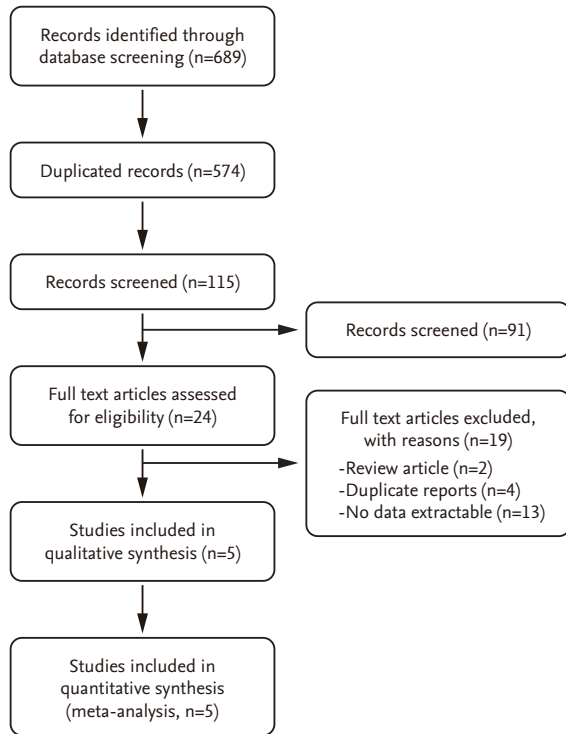 Records identified through
database screening (n=689)
Duplicated records (n=574)
Records screened (n=115)
Records screened (n=91)
Full text articles assessed
for eligibility (n=24)
Full text articles excluded,
with reasons (n=19)
-Review article (n=2)
-Duplicate reports (n=4)
-No data extractable (n=13)
Studies included in
qualitative synthesis (n=5)
Studies included in
quantitative synthesis
(meta-analysis, n=5)